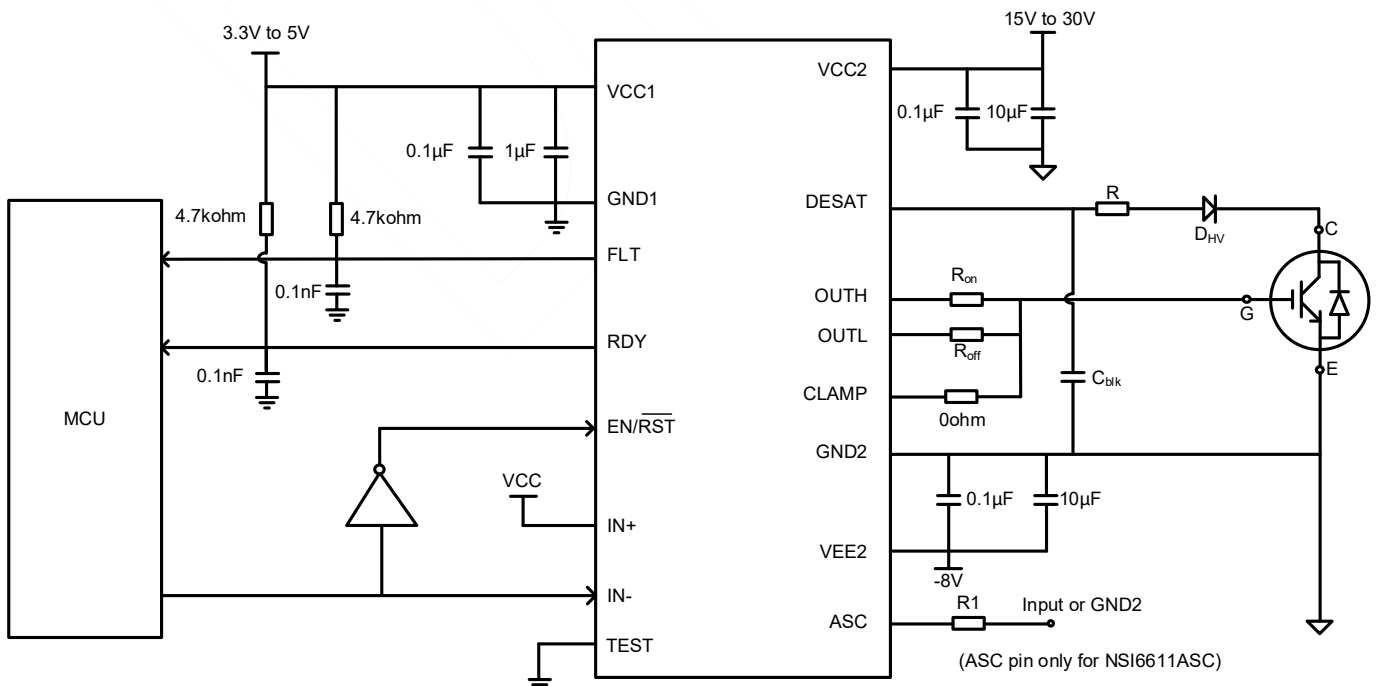 3.3V to 5V
15V to 30V
VCC1
VCC2
0.1µF
1µF
0.1µF
10µF
GND1
DESAT
R
D_HV
C
4.7kohm
4.7kohm
FLT
0.1nF
OUTH
R_on
G
OUTL
R_off
RDY
0.1nF
E
CLAMP
0ohm
C_blk
MCU
EN/RST
GND2
VCC
0.1µF
10µF
IN+
VEE2
-8V
IN-
R1
Input or GND2
ASC
TEST
(ASC pin only for NSI6611ASC)